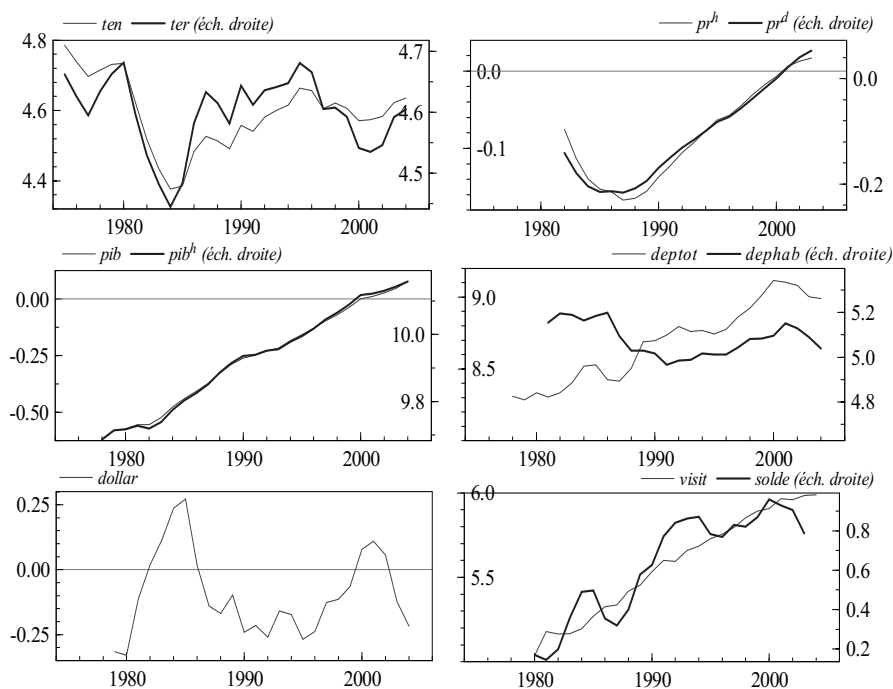 ten ter (éch. droite)
4.8
4.6
4.4
4.7
4.6
4.5
1980 1990 2000
pr^h pr^d (éch. droite)
0.0
-0.1
0.0
-0.2
1980 1990 2000
pib pib^h (éch. droite)
0.00
-0.25
-0.50
10.0
9.8
1980 1990 2000
deptot dephab (éch. droite)
9.0
8.5
5.2
5.0
4.8
1980 1990 2000
dollar
0.25
0.00
-0.25
1980 1990 2000
visit solde (éch. droite)
6.0
5.5
0.8
0.6
0.4
0.2
1980 1990 2000